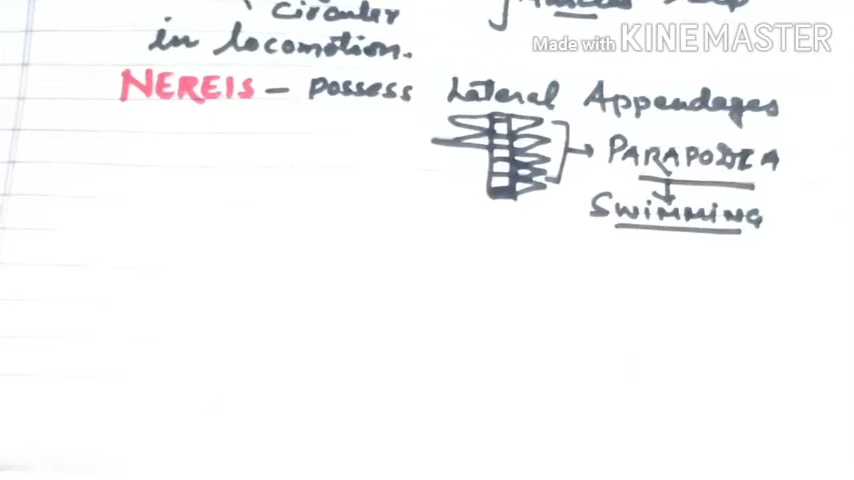 circular
Made with KINEMASTER
in locomotion.
NEREIS – possess Lateral Appendages
PARAPODIA
SWIMMING